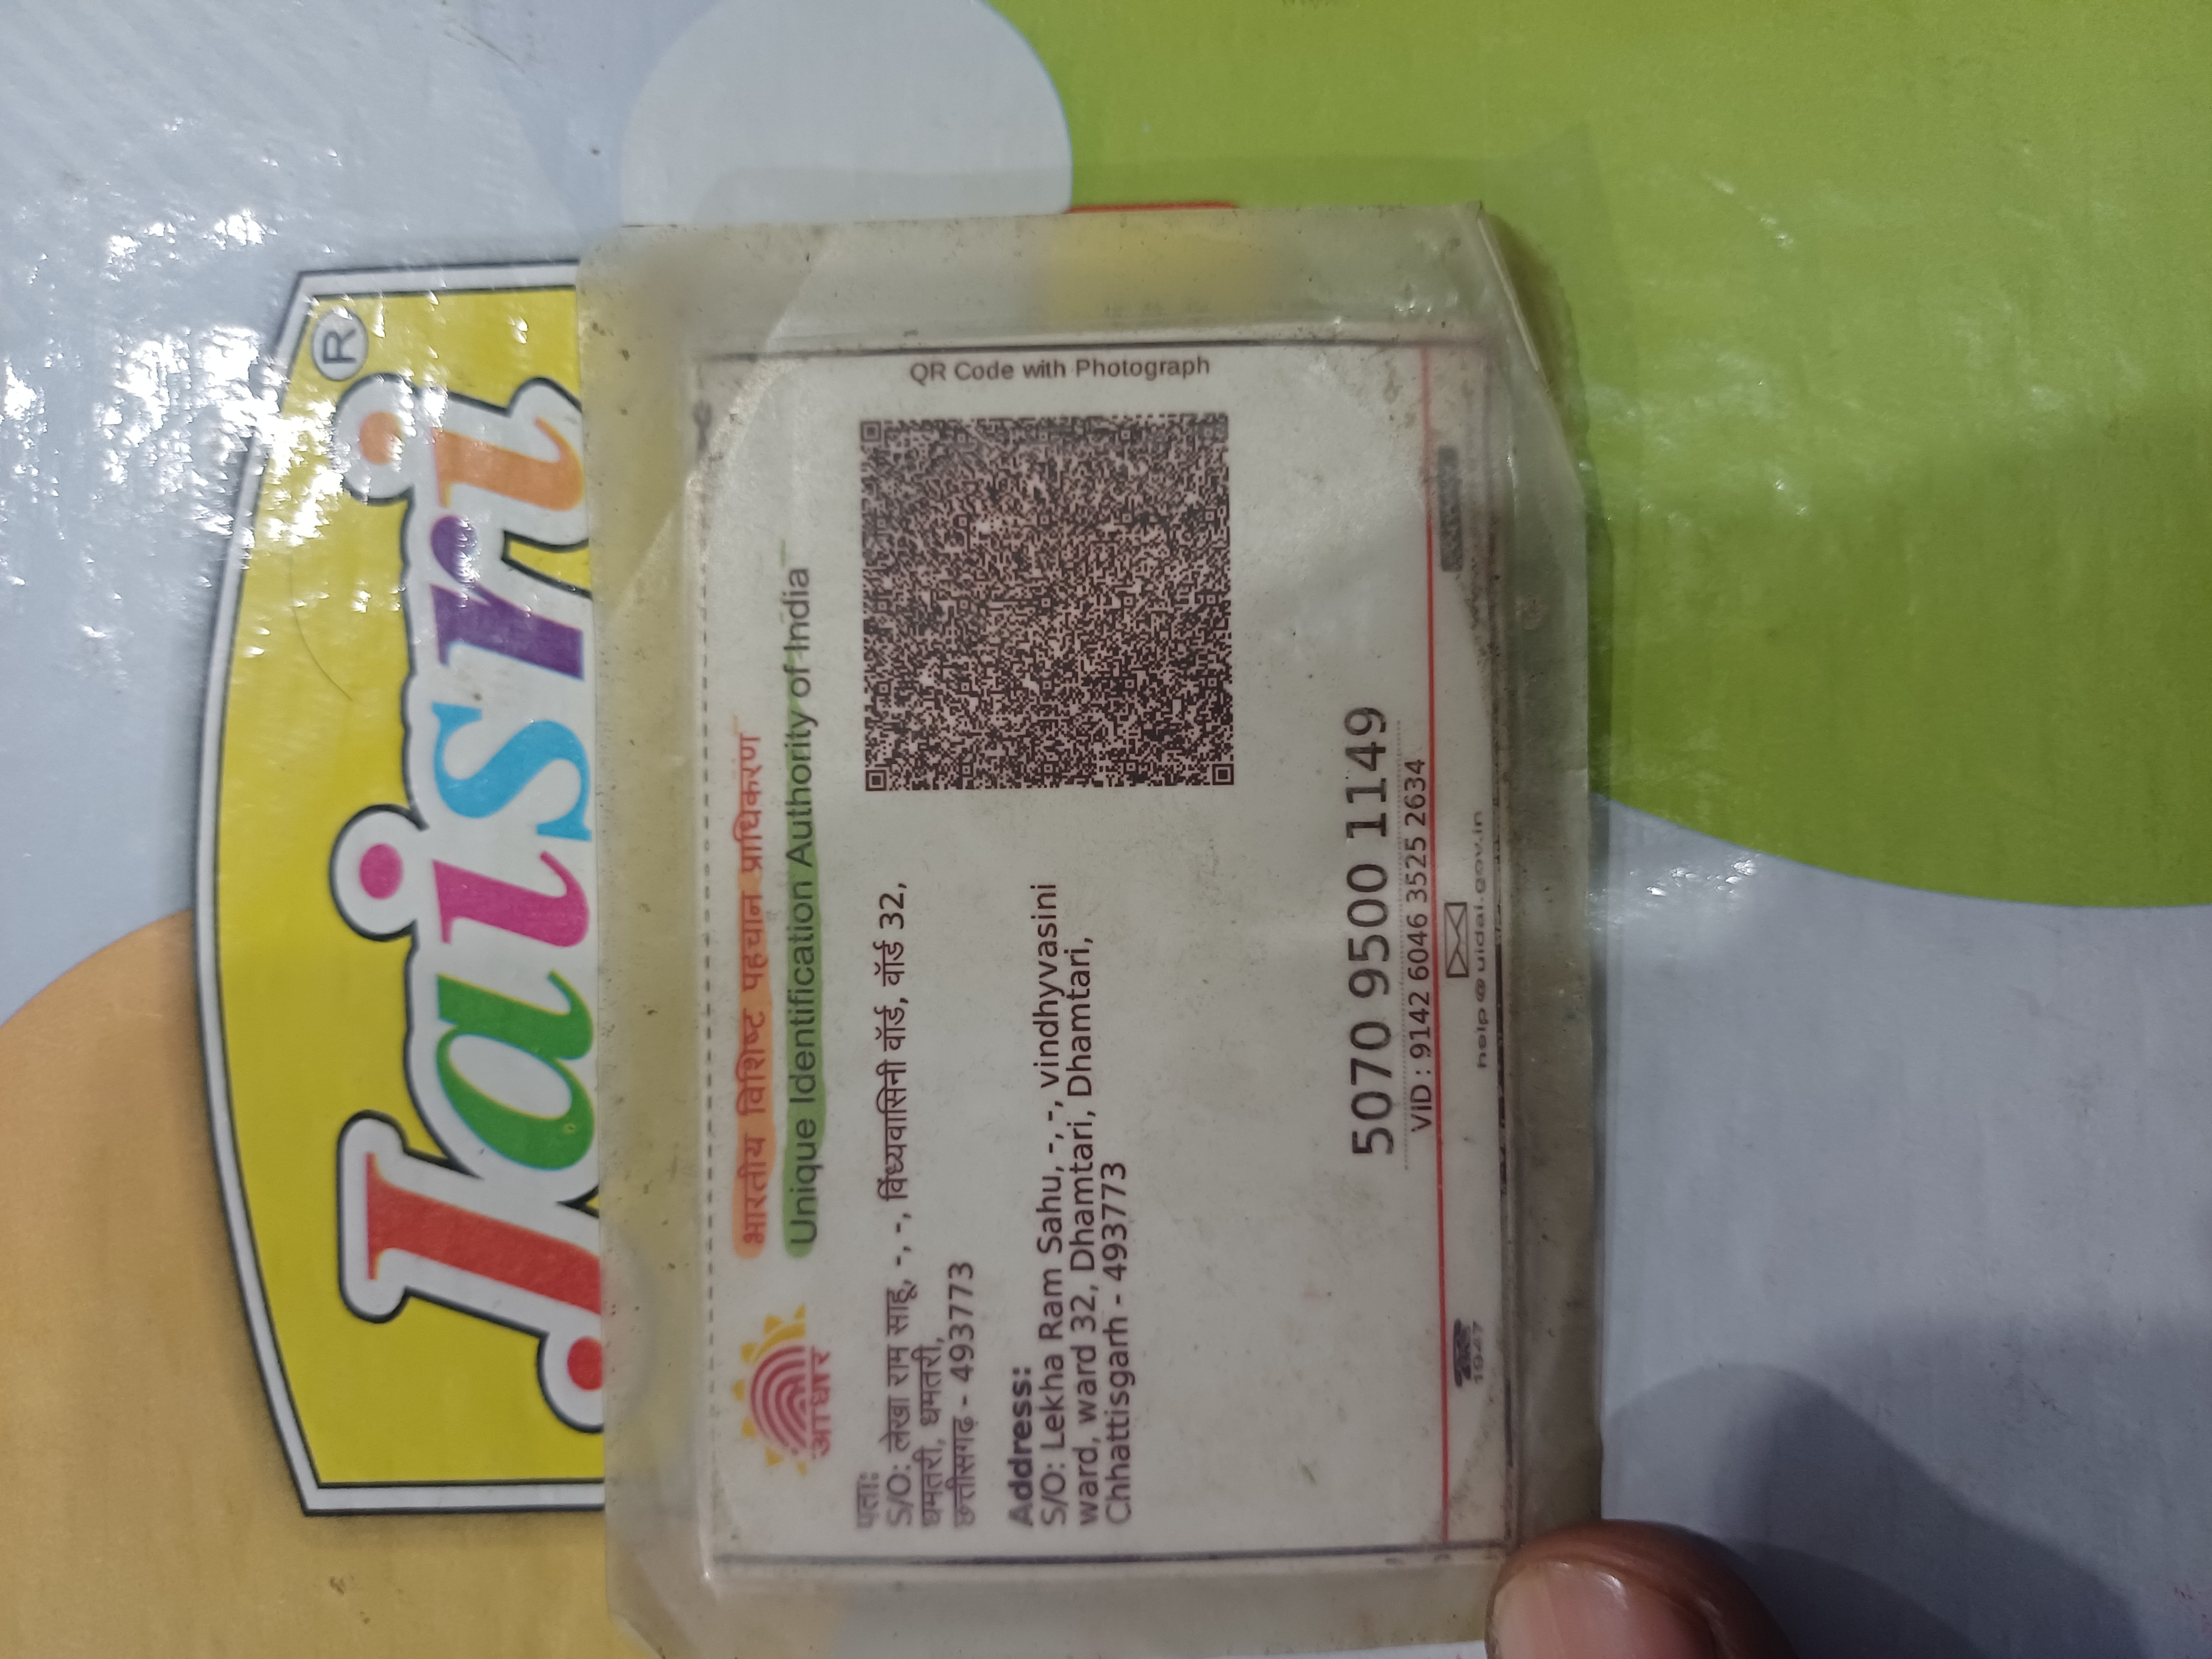 Jaisri
®
आधार
भारतीय विशिष्ट पहचान प्राधिकरण
Unique Identification Authority of India
पताः
S/O: लेखा राम साहू, -, -, विंध्यवासिनी वॉर्ड, वॉर्ड 32,
धमतरी, धमतरी,
छत्तीसगढ़ - 493773
Address:
S/O: Lekha Ram Sahu, -, -, vindhyvasini
ward, ward 32, Dhamtari, Dhamtari,
Chhattisgarh - 493773
QR Code with Photograph
5070 9500 1149
VID : 9142 6046 3525 2634
1947
help@uidai.gov.in